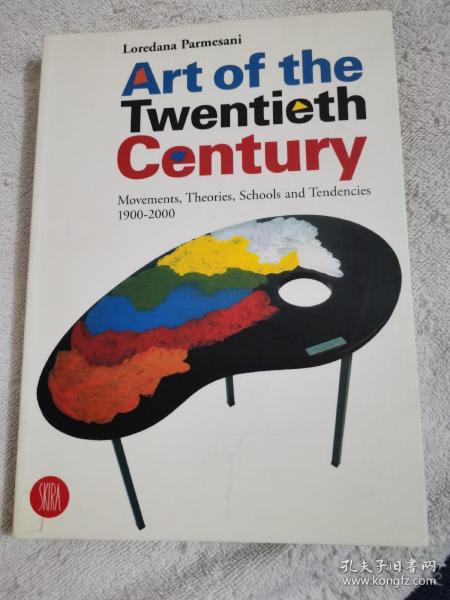 Loredana Parmesani
Art of the
Twentieth
Century
Movements, Theories, Schools and Tendencies
1900-2000
SKIRA
孔夫子旧书网
www.kongfz.com